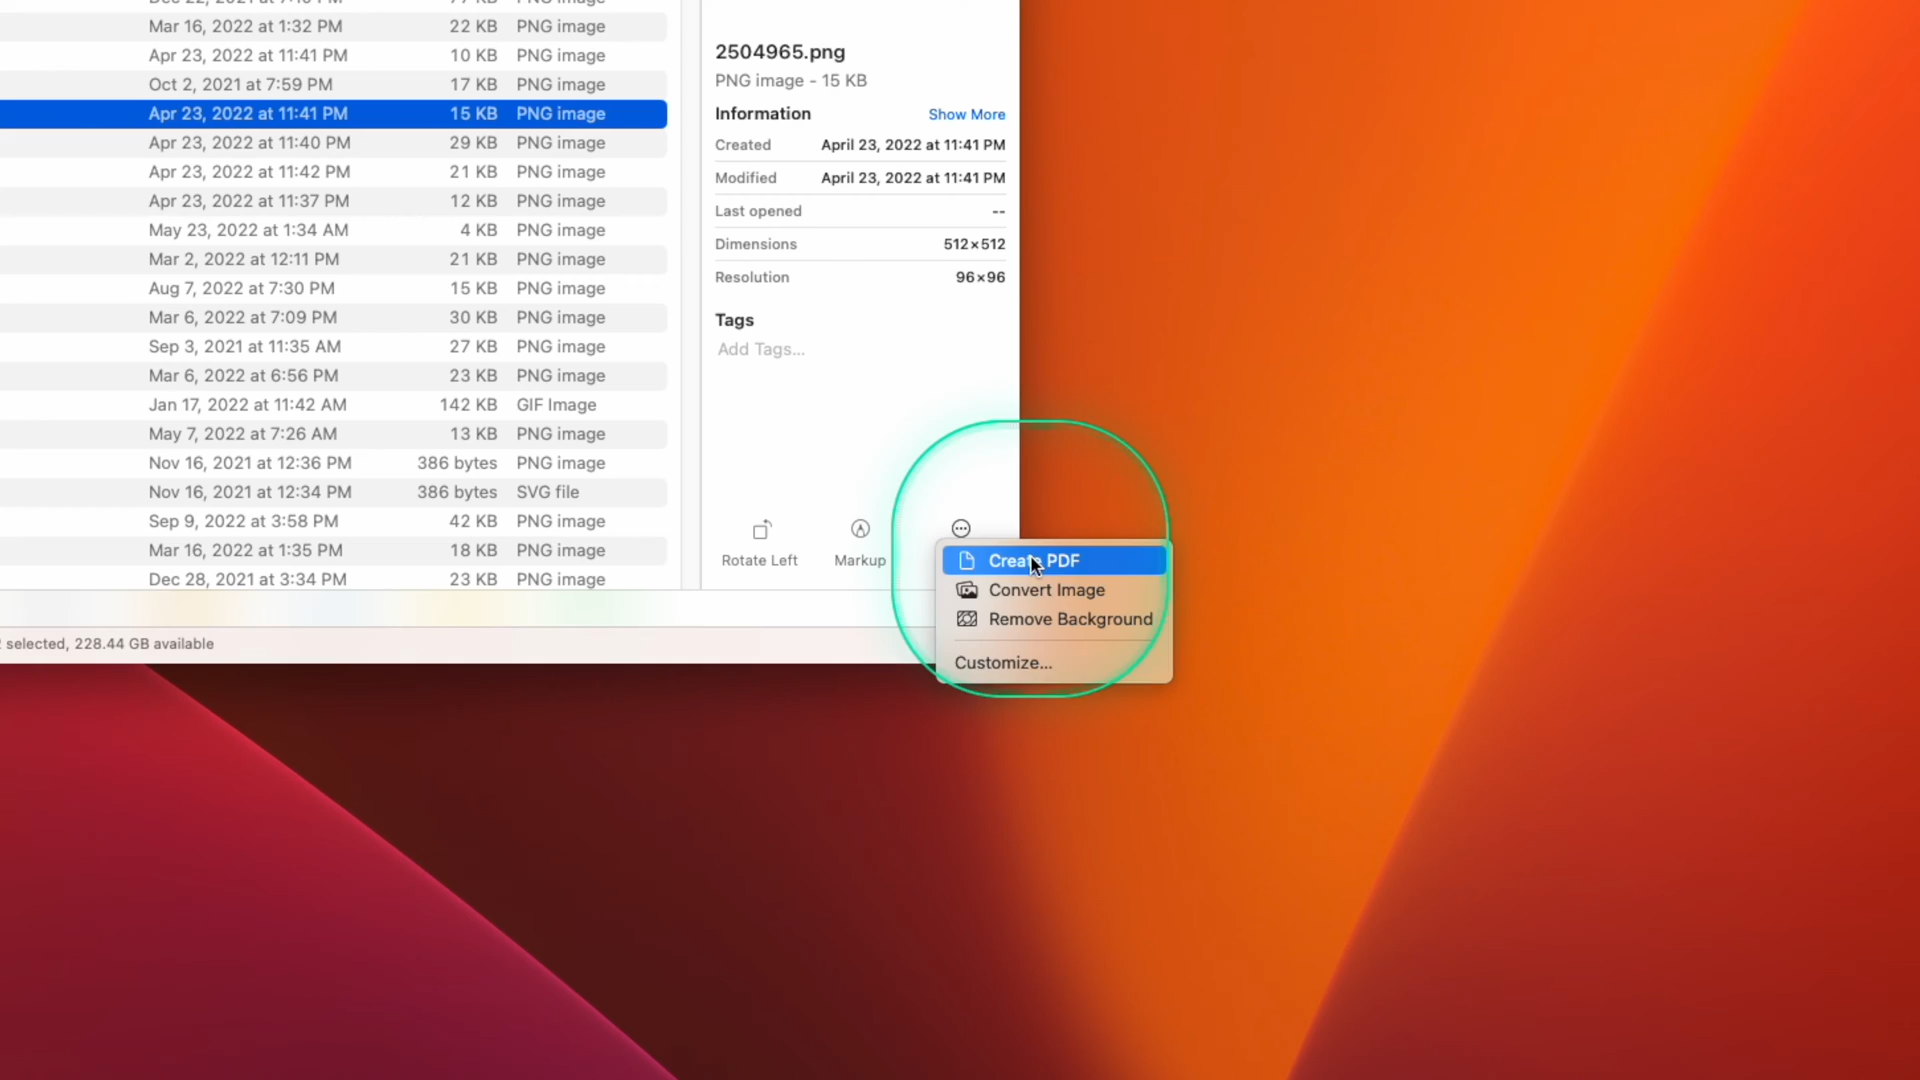 Mar 16, 2022 at 1:32 PM 22 KB PNG image
Apr 23, 2022 at 11:41 PM 10 KB PNG image
Oct 2, 2021 at 7:59 PM 17 KB PNG image
Apr 23, 2022 at 11:41 PM 15 KB PNG image
Apr 23, 2022 at 11:40 PM 29 KB PNG image
Apr 23, 2022 at 11:42 PM 21 KB PNG image
Apr 23, 2022 at 11:37 PM 12 KB PNG image
May 23, 2022 at 1:34 AM 4 KB PNG image
Mar 2, 2022 at 12:11 PM 21 KB PNG image
Aug 7, 2022 at 7:30 PM 15 KB PNG image
Mar 6, 2022 at 7:09 PM 30 KB PNG image
Sep 3, 2021 at 11:35 AM 27 KB PNG image
Mar 6, 2022 at 6:56 PM 23 KB PNG image
Jan 17, 2022 at 11:42 AM 142 KB GIF Image
May 7, 2022 at 7:26 AM 13 KB PNG image
Nov 16, 2021 at 12:36 PM 386 bytes PNG image
Nov 16, 2021 at 12:34 PM 386 bytes SVG file
Sep 9, 2022 at 3:58 PM 42 KB PNG image
Mar 16, 2022 at 1:35 PM 18 KB PNG image
Dec 28, 2021 at 3:34 PM 23 KB PNG image
selected, 228.44 GB available
2504965.png
PNG image - 15 KB
Information Show More
Created April 23, 2022 at 11:41 PM
Modified April 23, 2022 at 11:41 PM
Last opened --
Dimensions 512×512
Resolution 96×96
Tags
Add Tags...
Rotate Left Markup
Create PDF
Convert Image
Remove Background
Customize...